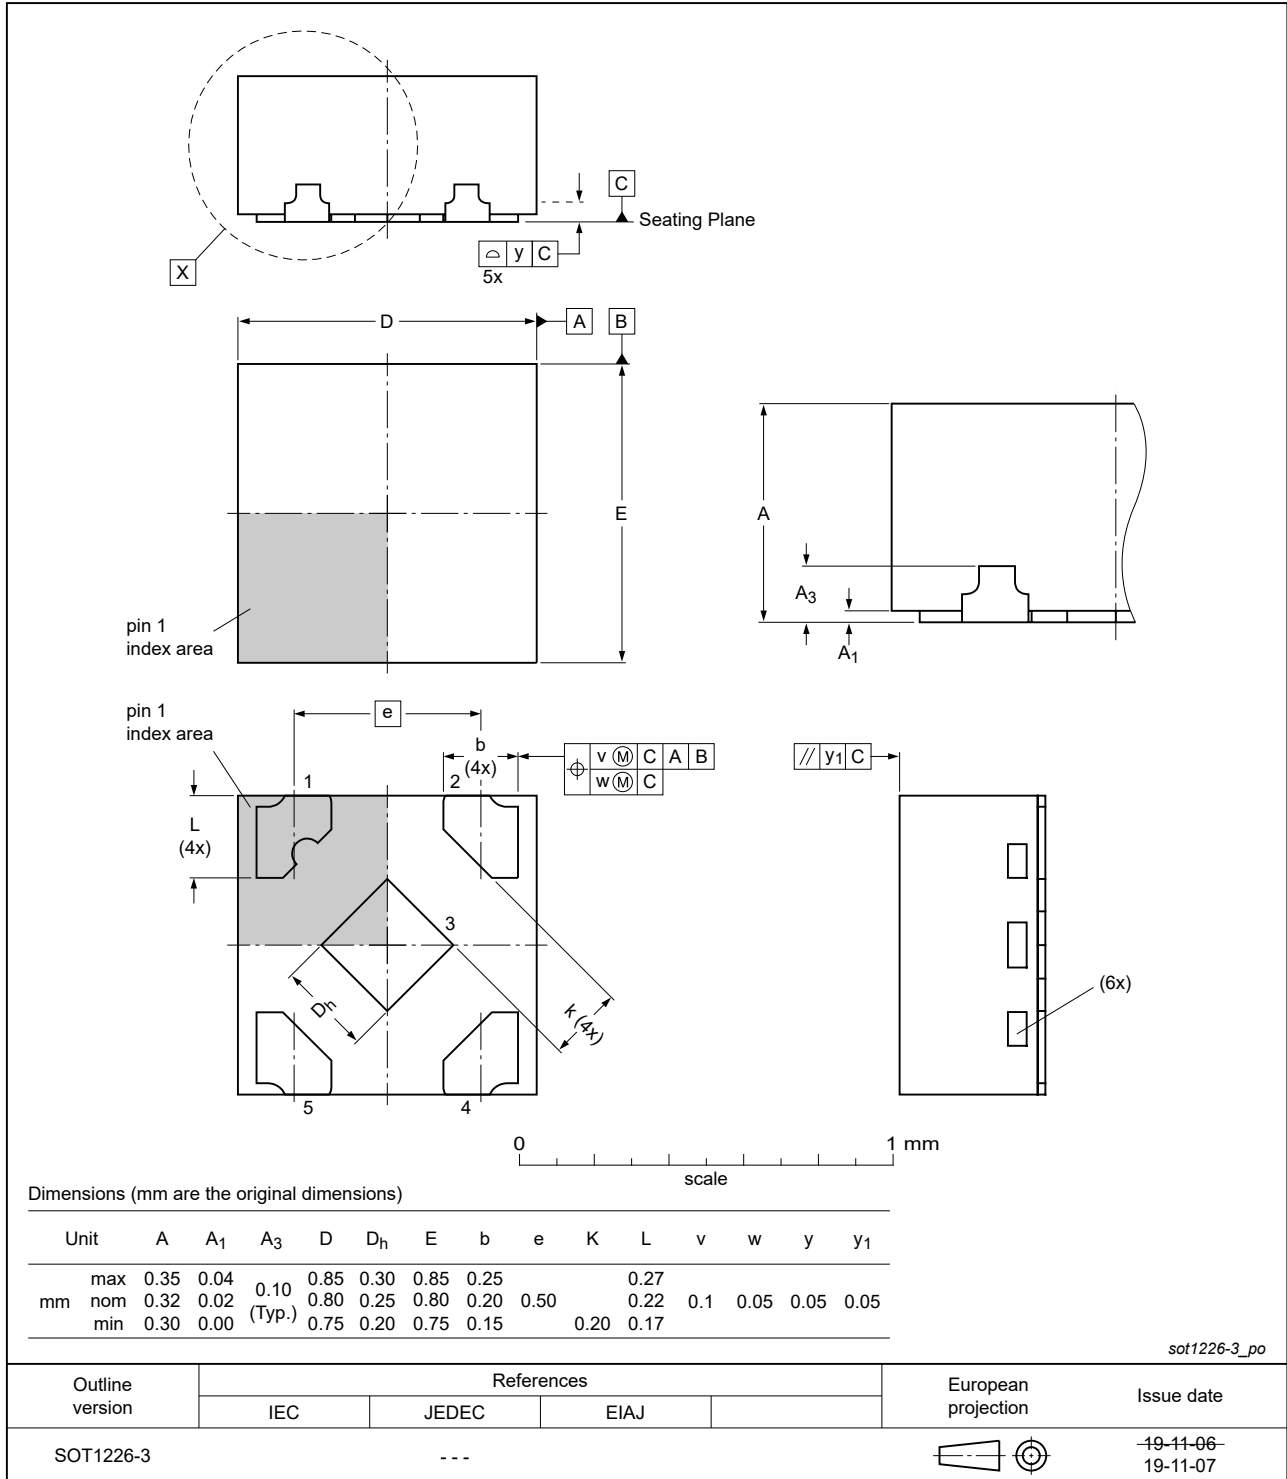 C
Seating Plane
⌓ y C
5x
X
D
A
B
E
pin 1
index area
A
A3
A1
pin 1
index area
e
b
(4x)
v Ⓜ C A B
w Ⓜ C
// y1 C
1
2
L
(4x)
3
Dh
k (4x)
(6x)
5
4
0
1 mm
scale
Dimensions (mm are the original dimensions)
Unit A A1 A3 D Dh E b e K L v w y y1
max 0.35 0.04 0.10 0.85 0.30 0.85 0.25 0.27
mm nom 0.32 0.02 (Typ.) 0.80 0.25 0.80 0.20 0.50 0.22 0.1 0.05 0.05 0.05
min 0.30 0.00 0.75 0.20 0.75 0.15 0.20 0.17
sot1226-3_po
Outline
version
References
IEC JEDEC EIAJ
European
projection
Issue date
SOT1226-3
- - -
19-11-06
19-11-07